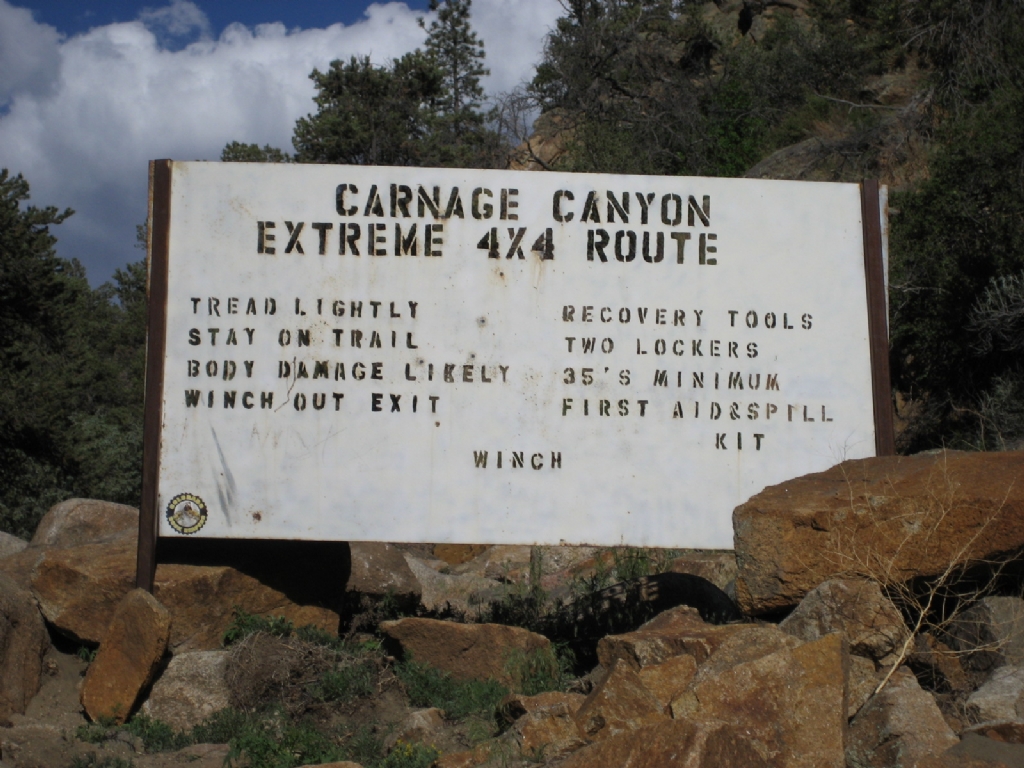 CARNAGE CANYON
EXTREME 4X4 ROUTE
TREAD LIGHTLY
STAY ON TRAIL
BODY DAMAGE LIKELY
WINCH OUT EXIT
RECOVERY TOOLS
TWO LOCKERS
35'S MINIMUM
FIRST AID&SPILL
KIT
WINCH